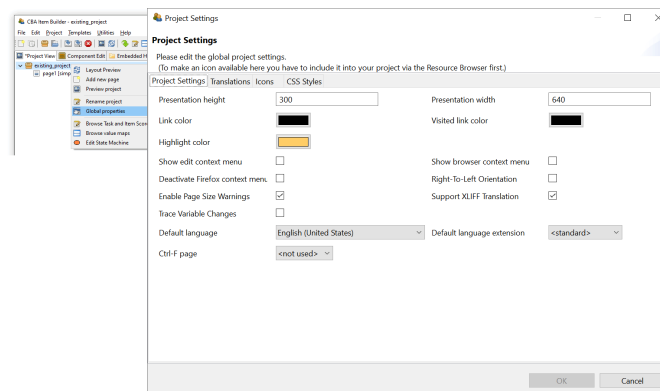 CBA Item Builder - existing_project
File Edit Project Templates Utilities Help
*Project View Component Edit Embedded H
existing_project
page1 [simp
Layout Preview
Add new page
Preview project
Rename project
Global properties
Browse Task and Item Scor
Browse value maps
Edit State Machine
Project Settings
Project Settings
Please edit the global project settings.
(To make an icon available here you have to include it into your project via the Resource Browser first.)
Project Settings Translations Icons CSS Styles
Presentation height 300 Presentation width 640
Link color Visited link color
Highlight color
Show edit context menu Show browser context menu
Deactivate Firefox context menu Right-To-Left Orientation
Enable Page Size Warnings Support XLIFF Translation
Trace Variable Changes
Default language English (United States) Default language extension <standard>
Ctrl-F page <not used>
OK Cancel